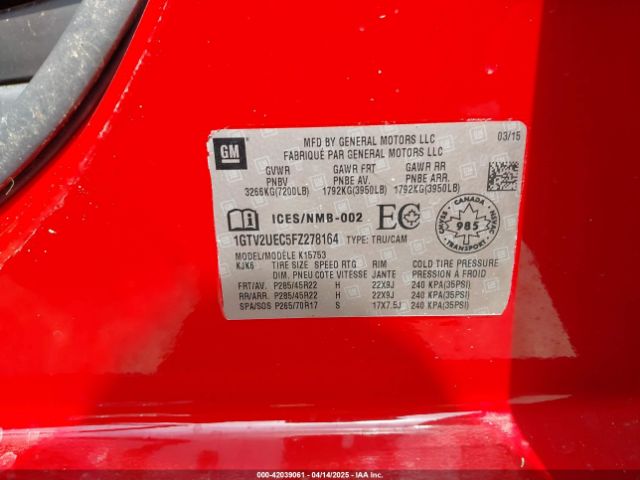 GM
MFD BY GENERAL MOTORS LLC 03/15
FABRIQUÉ PAR GENERAL MOTORS LLC
GVWR GAWR FRT GAWR RR
PNBV PNBE AV. PNBE ARR.
3266KG(7200LB) 1792KG(3950LB) 1792KG(3950LB)
ICES/NMB-002 EC CANADA 985 TRANSPORT
1GTV2UEC5FZ278164 TYPE: TRU/CAM
MODEL/MODÈLE K15753
KJK6 TIRE SIZE SPEED RTG RIM COLD TIRE PRESSURE
DIM. PNEU COTE VITESSE JANTE PRESSION A FROID
FRT/AV. P285/45R22 H 22X9J 240 KPA(35PSI)
RR/ARR. P285/45R22 H 22X9J 240 KPA(35PSI)
SPA/SOS P265/70R17 S 17X7.5J 240 KPA(35PSI)
000-42039061 - 04/14/2025 - IAA Inc.